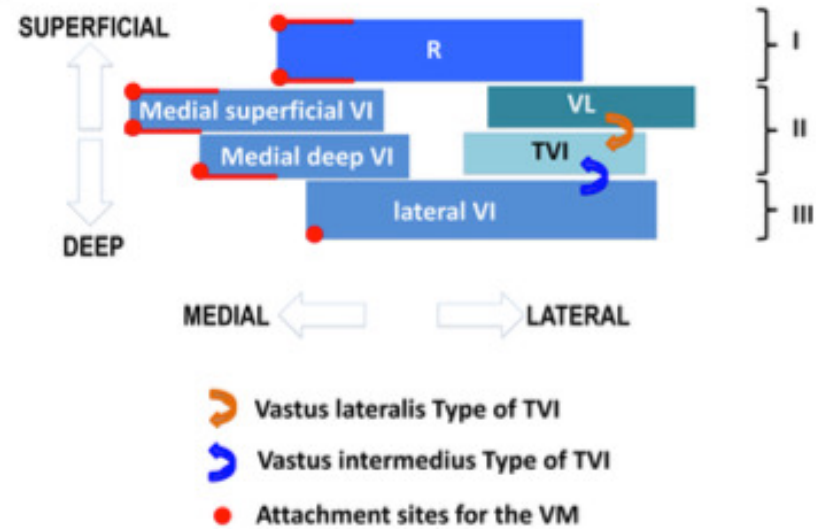 SUPERFICIAL
R
I
Medial superficial VI
VL
II
Medial deep VI
TVI
lateral VI
III
DEEP
MEDIAL
LATERAL
Vastus lateralis Type of TVI
Vastus intermedius Type of TVI
Attachment sites for the VM